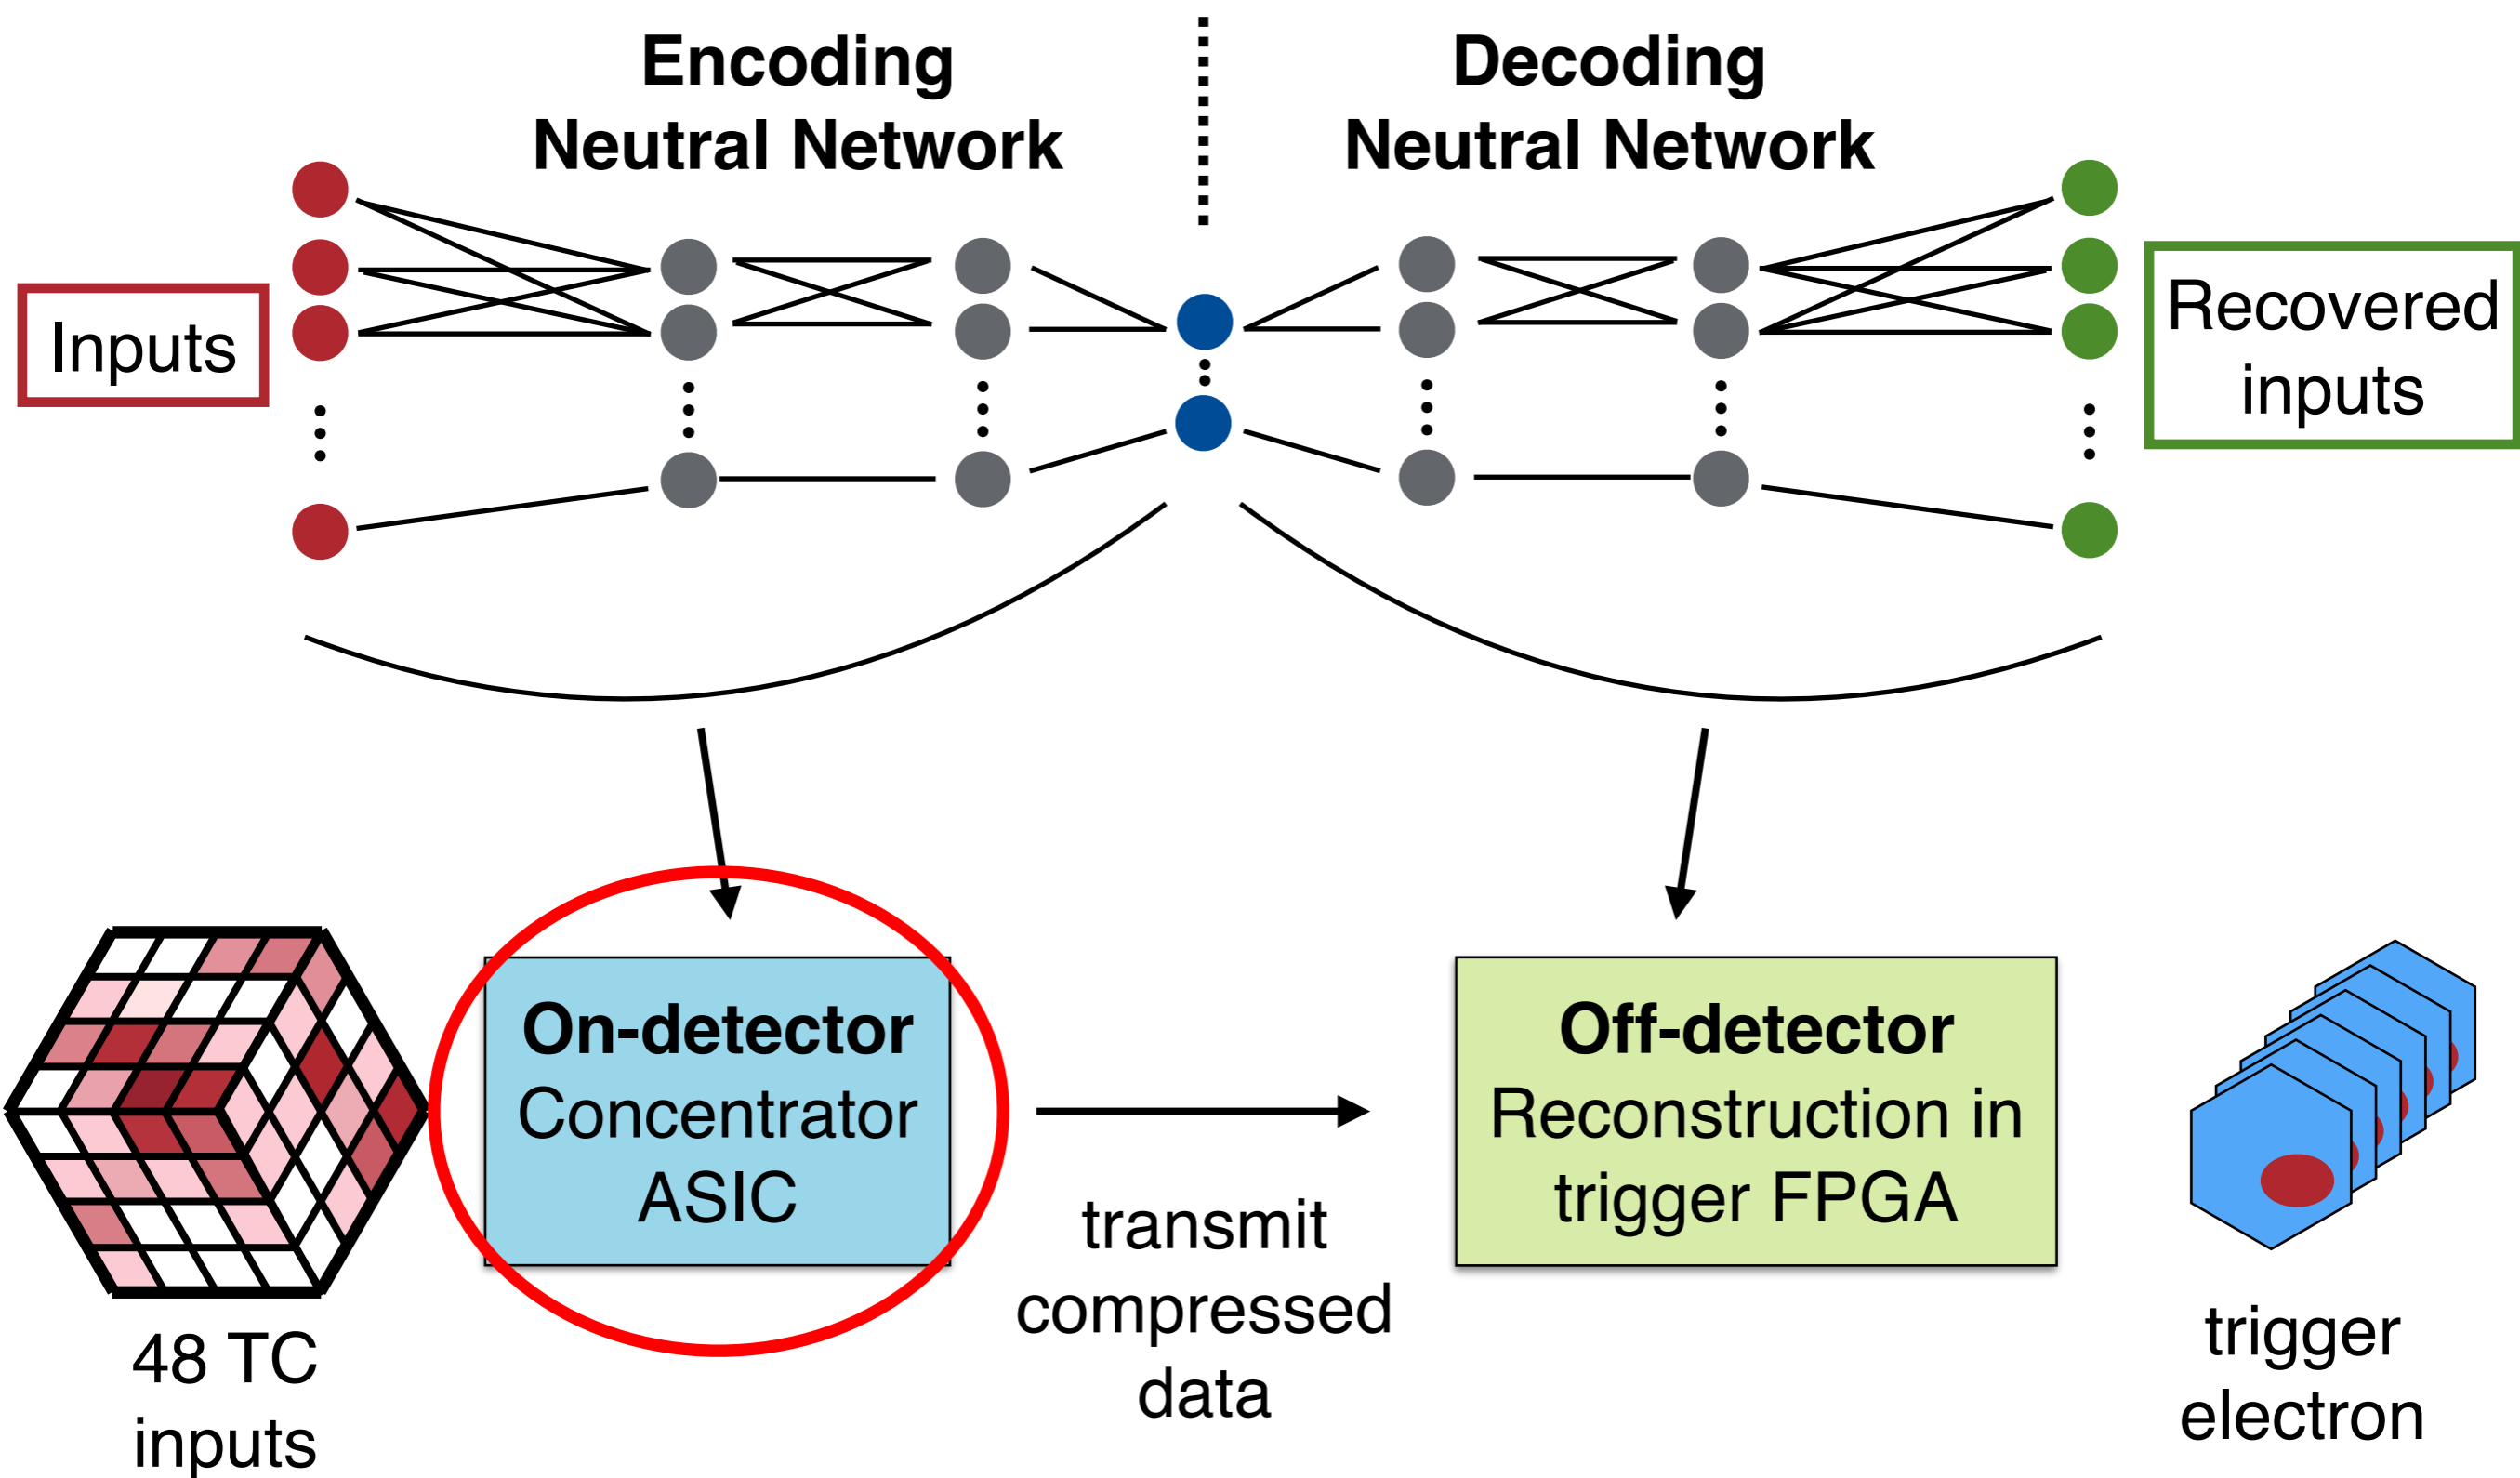 Encoding
Neutral Network
Decoding
Neutral Network
Inputs
Recovered
inputs
On-detector
Concentrator
ASIC
Off-detector
Reconstruction in
trigger FPGA
transmit
compressed
data
48 TC
inputs
trigger
electron